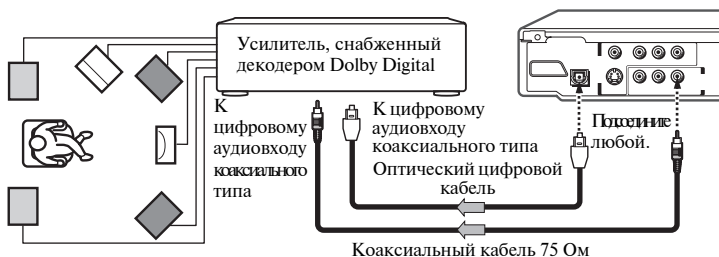 Усилитель, снабженный
декодером Dolby Digital
К
цифровому
аудиовходу
коаксиального
типа
К цифровому
аудиовходу
коаксиального типа
Оптический цифровой
кабель
Подсоедините
любой.
Коаксиальный кабель 75 Ом